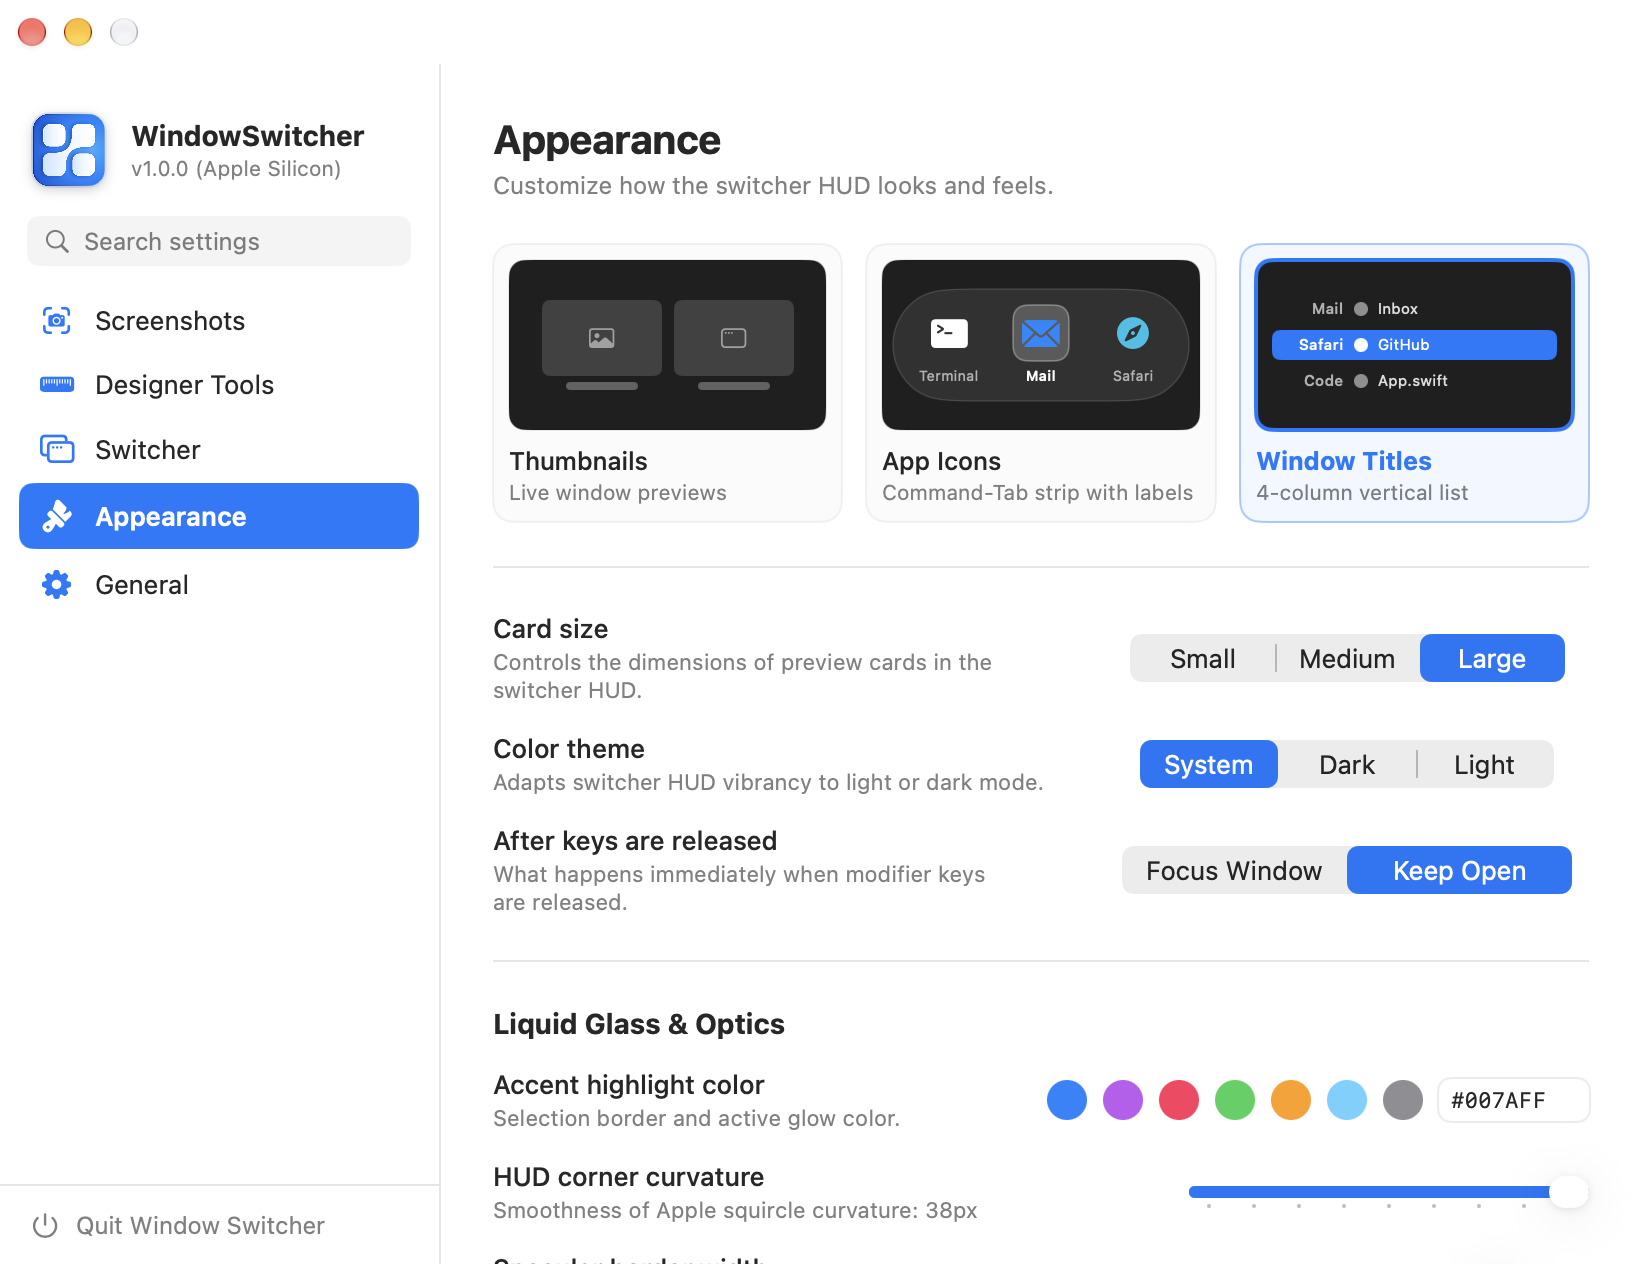 WindowSwitcher
v1.0.0 (Apple Silicon)
Search settings
Screenshots
Designer Tools
Switcher
Appearance
General
Quit Window Switcher
Appearance
Customize how the switcher HUD looks and feels.
Thumbnails
Live window previews
Terminal
Mail
Safari
App Icons
Command-Tab strip with labels
Mail Inbox
Safari GitHub
Code App.swift
Window Titles
4-column vertical list
Card size
Controls the dimensions of preview cards in the
switcher HUD.
Small Medium Large
Color theme
Adapts switcher HUD vibrancy to light or dark mode.
System Dark Light
After keys are released
What happens immediately when modifier keys
are released.
Focus Window Keep Open
Liquid Glass & Optics
Accent highlight color
Selection border and active glow color.
#007AFF
HUD corner curvature
Smoothness of Apple squircle curvature: 38px